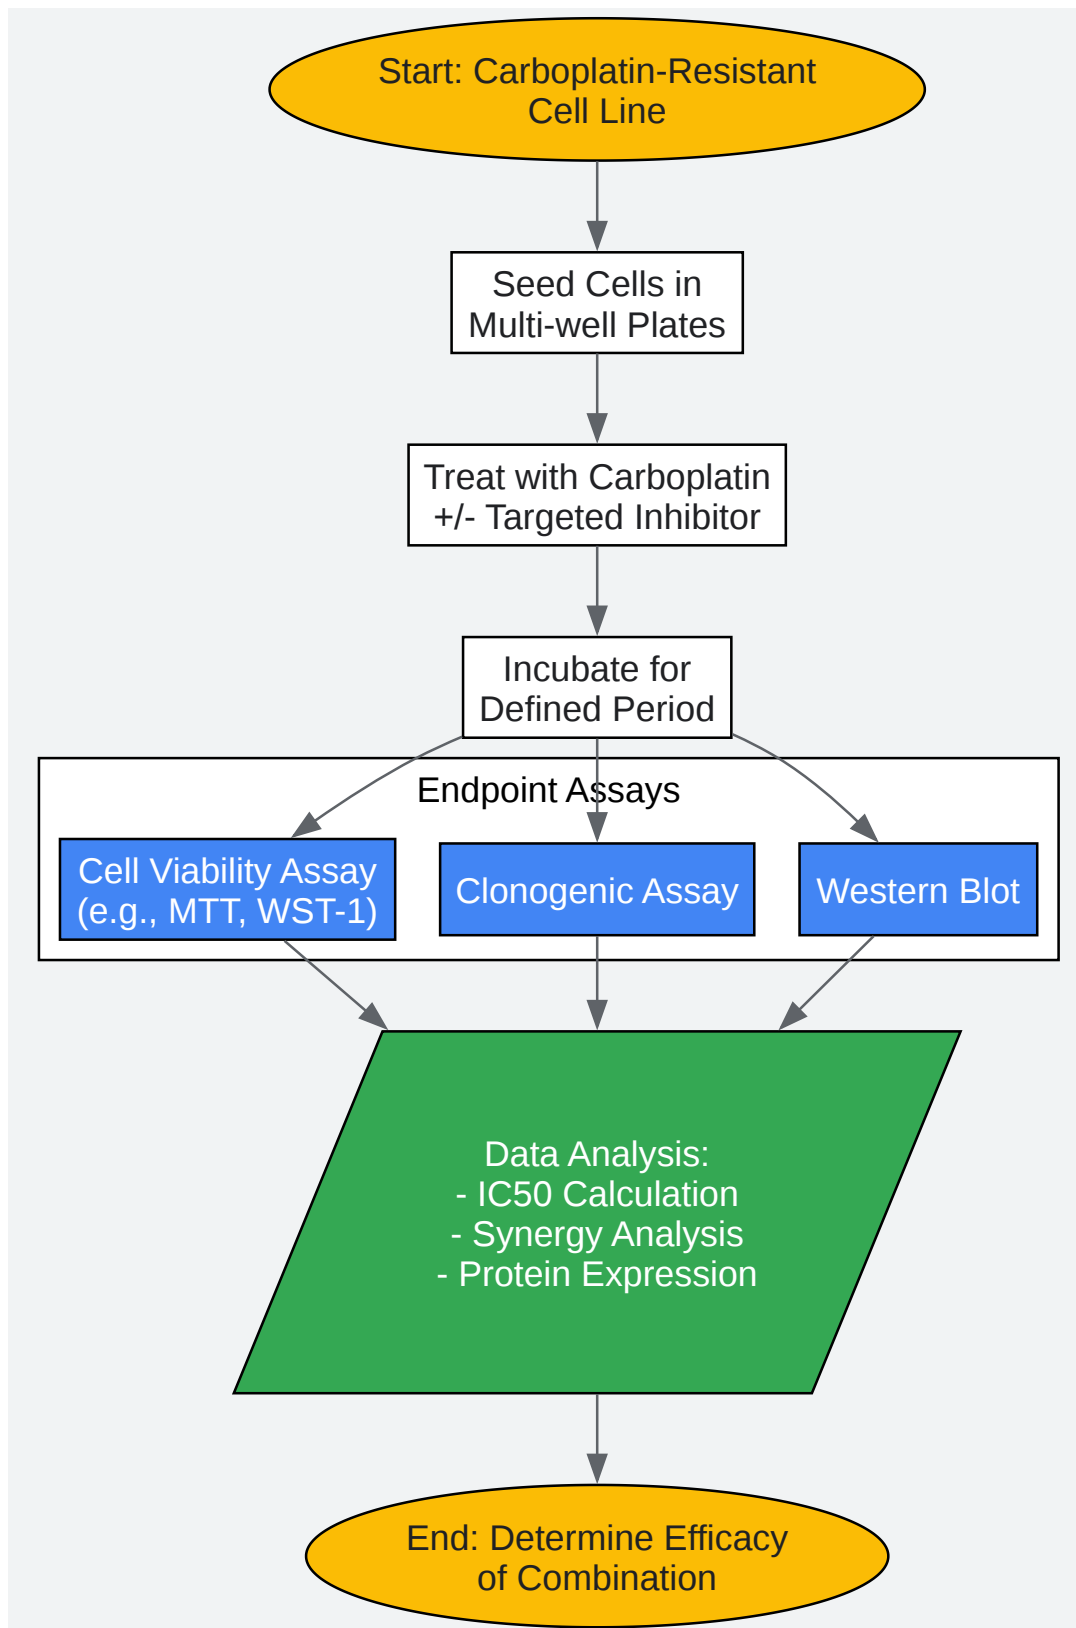 Start: Carboplatin-Resistant
Cell Line
Seed Cells in
Multi-well Plates
Treat with Carboplatin
+/- Targeted Inhibitor
Incubate for
Defined Period
Endpoint Assays
Cell Viability Assay
(e.g., MTT, WST-1)
Clonogenic Assay
Western Blot
Data Analysis:
- IC50 Calculation
- Synergy Analysis
- Protein Expression
End: Determine Efficacy
of Combination